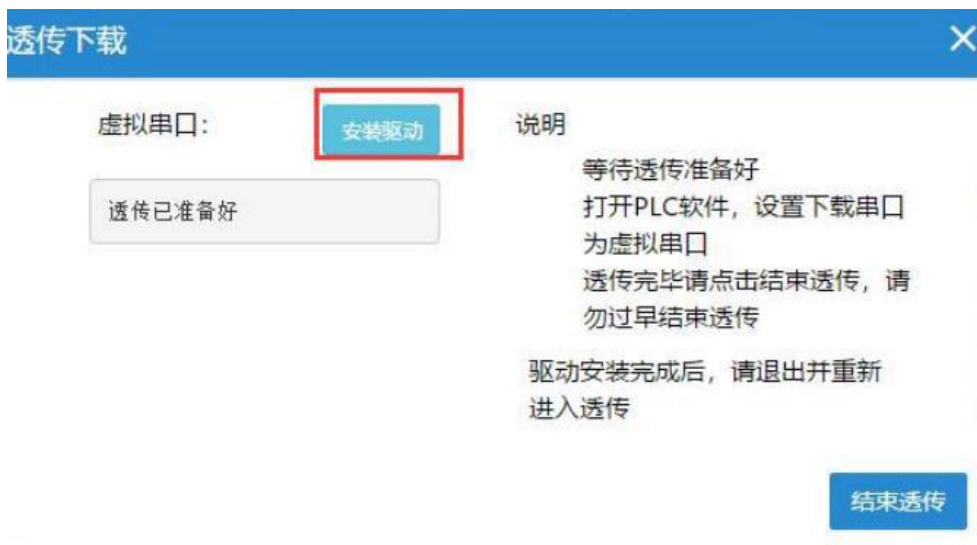 透传下载
虚拟串口：
安装驱动
透传已准备好
说明
等待透传准备好
打开PLC软件，设置下载串口
为虚拟串口
透传完毕请点击结束透传，请
勿过早结束透传
驱动安装完成后，请退出并重新
进入透传
结束透传